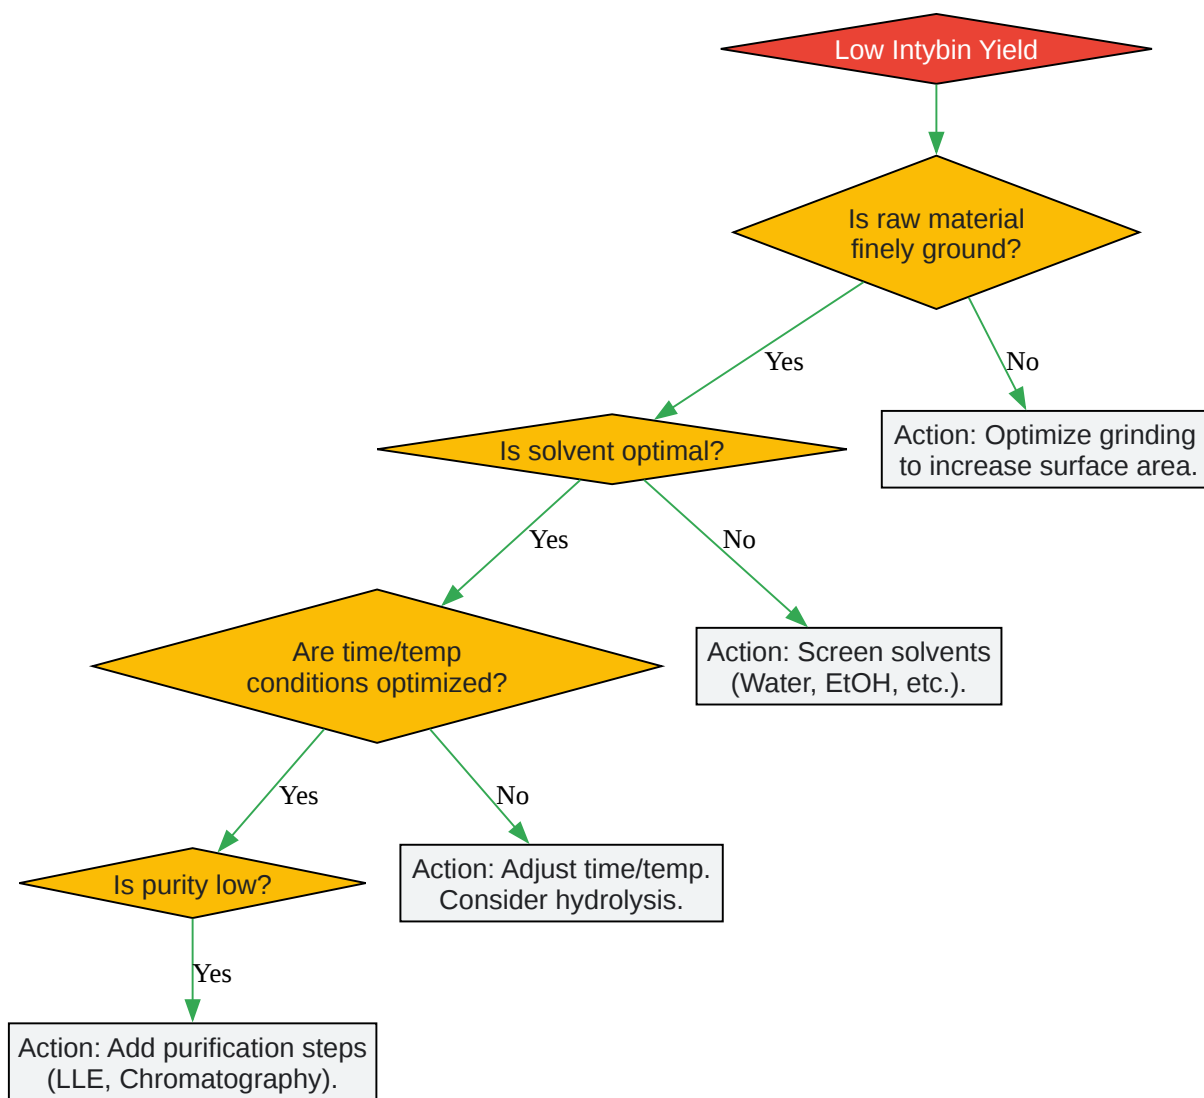 Low Intybin Yield
Is raw material
finely ground?
Yes
No
Is solvent optimal?
Action: Optimize grinding
to increase surface area.
Yes
No
Are time/temp
conditions optimized?
Action: Screen solvents
(Water, EtOH, etc.).
Yes
No
Is purity low?
Action: Adjust time/temp.
Consider hydrolysis.
Yes
Action: Add purification steps
(LLE, Chromatography).